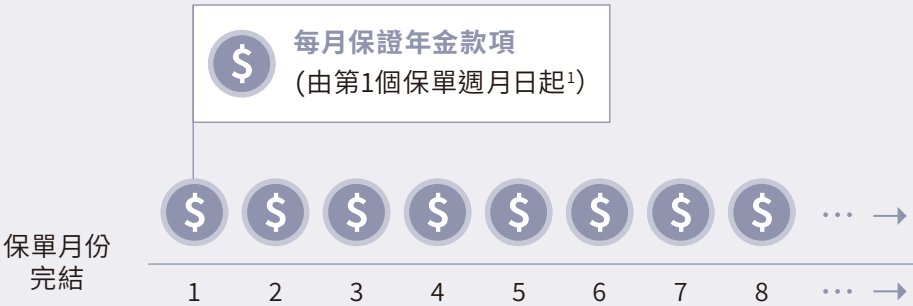 $
每月保證年金款項
(由第1個保單週月日起¹)
$ $ $ $ $ $ $ $ ...
保單月份
完結
1 2 3 4 5 6 7 8 ...